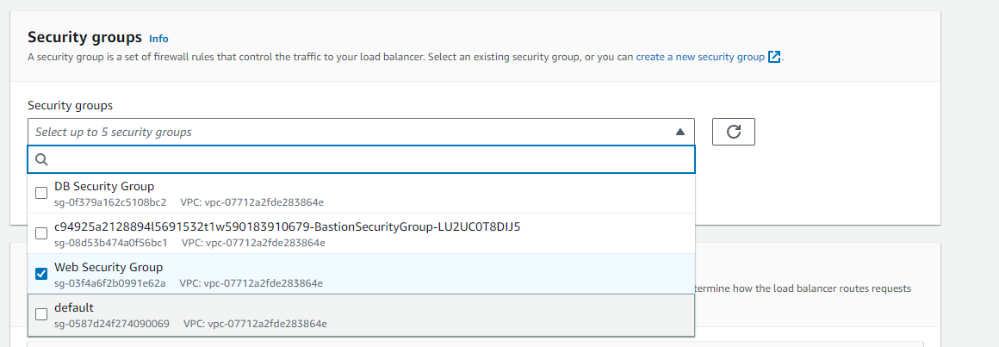 Security groups Info
A security group is a set of firewall rules that control the traffic to your load balancer. Select an existing security group, or you can create a new security group.
Security groups
Select up to 5 security groups
DB Security Group
sg-0f379a162c5108bc2 VPC: vpc-07712a2fde283864e
c94925a2128894l5691532t1w590183910679-BastionSecurityGroup-LU2UC0T8DIJ5
sg-08d53b474a0f56bc1 VPC: vpc-07712a2fde283864e
Web Security Group
sg-03f4a6f2b0991e62a VPC: vpc-07712a2fde283864e
termine how the load balancer routes requests
default
sg-0587d24f274090069 VPC: vpc-07712a2fde283864e